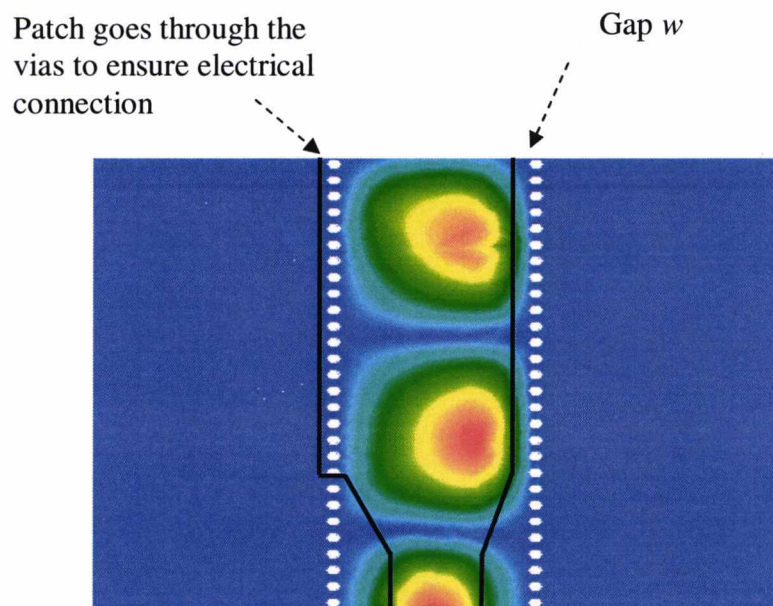 Patch goes through the
vias to ensure electrical
connection
Gap w